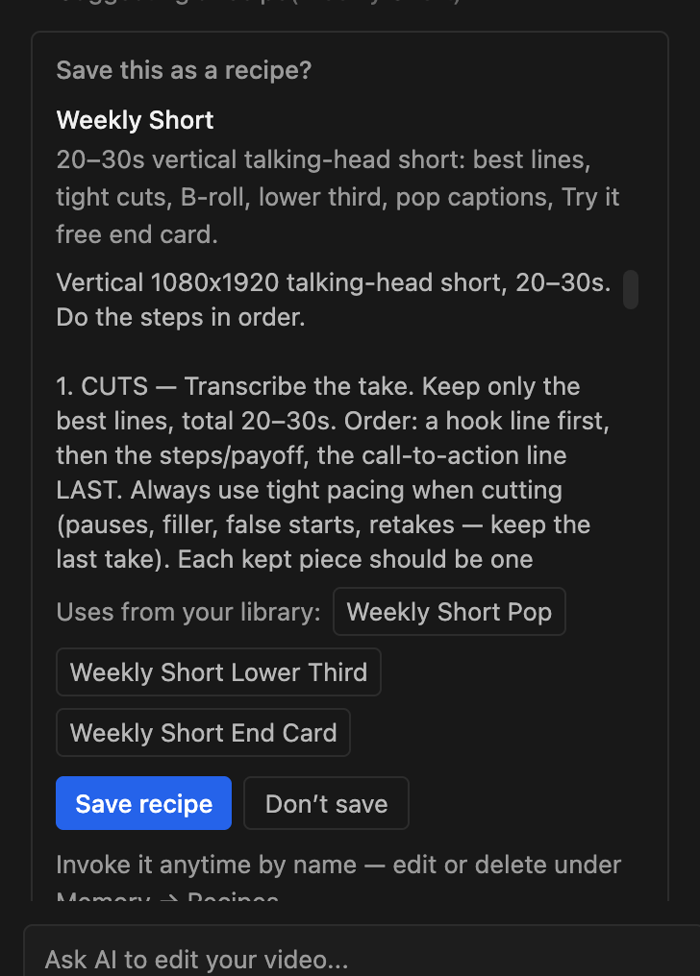 Save this as a recipe?
Weekly Short
20–30s vertical talking-head short: best lines,
tight cuts, B-roll, lower third, pop captions, Try it
free end card.
Vertical 1080x1920 talking-head short, 20–30s.
Do the steps in order.
1. CUTS — Transcribe the take. Keep only the
best lines, total 20–30s. Order: a hook line first,
then the steps/payoff, the call-to-action line
LAST. Always use tight pacing when cutting
(pauses, filler, false starts, retakes — keep the
last take). Each kept piece should be one
Uses from your library: Weekly Short Pop
Weekly Short Lower Third
Weekly Short End Card
Save recipe Don’t save
Invoke it anytime by name — edit or delete under
Memory → Recipes
Ask AI to edit your video...